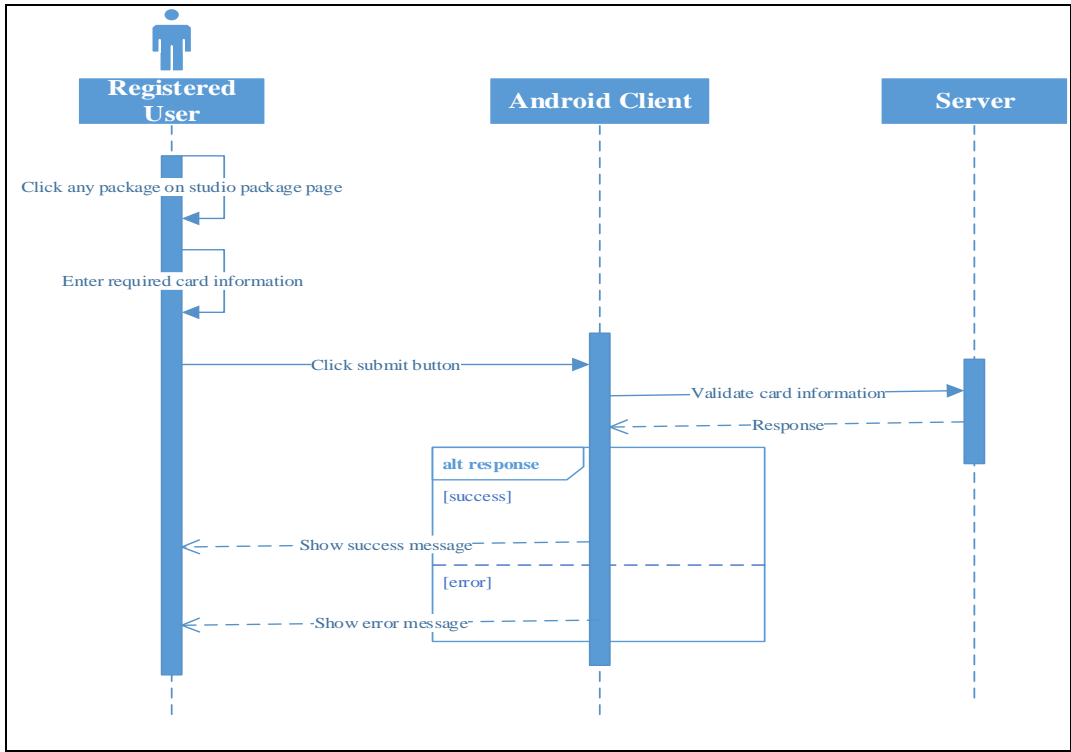 Registered
User
Android Client
Server
Click any package on studio package page
Enter required card information
Click submit button
Validate card information
Response
alt response
[success]
Show success message
[error]
Show error message